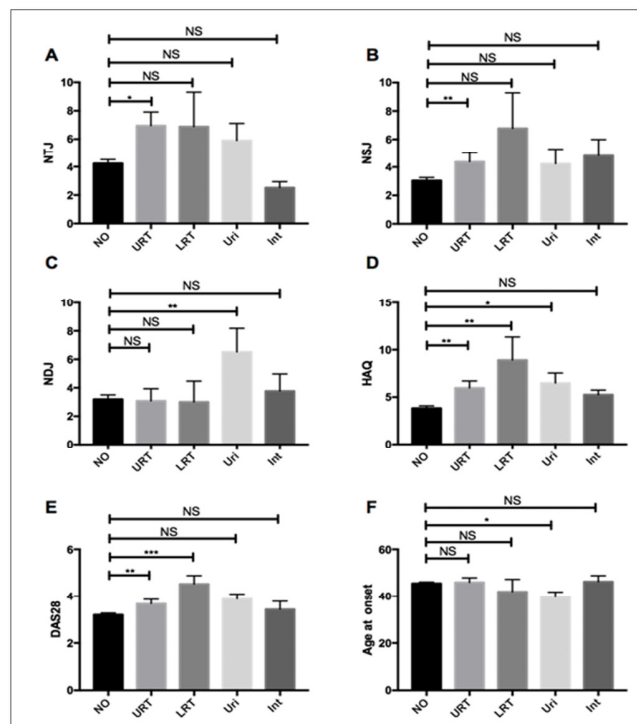 A
NS
NS
NS
*
NTJ
10
8
6
4
2
0
NO URT LRT Uri Int
B
NS
NS
NS
**
NSJ
10
8
6
4
2
0
NO URT LRT Uri Int
C
NS
**
NS
NS
NDJ
10
8
6
4
2
0
NO URT LRT Uri Int
D
NS
*
**
**
HAQ
15
10
5
0
NO URT LRT Uri Int
E
NS
NS
***
**
DAS28
6
4
2
0
NO URT LRT Uri Int
F
NS
*
NS
NS
Age at onset
60
40
20
0
NO URT LRT Uri Int